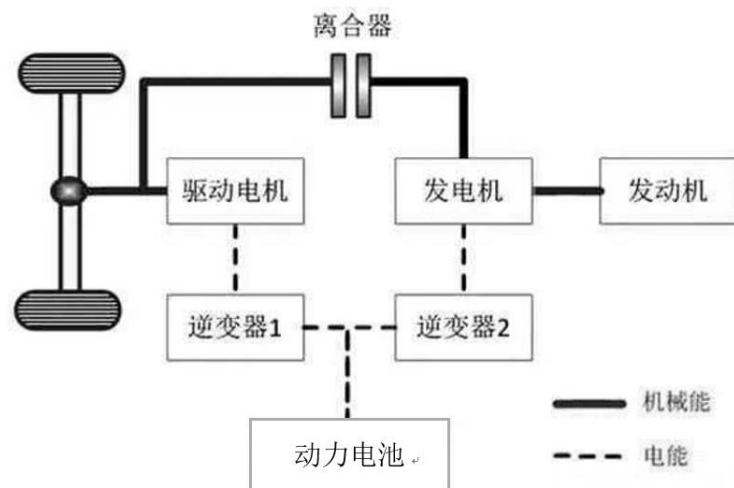 离合器
驱动电机
发电机
发动机
逆变器1
逆变器2
机械能
动力电池
电能